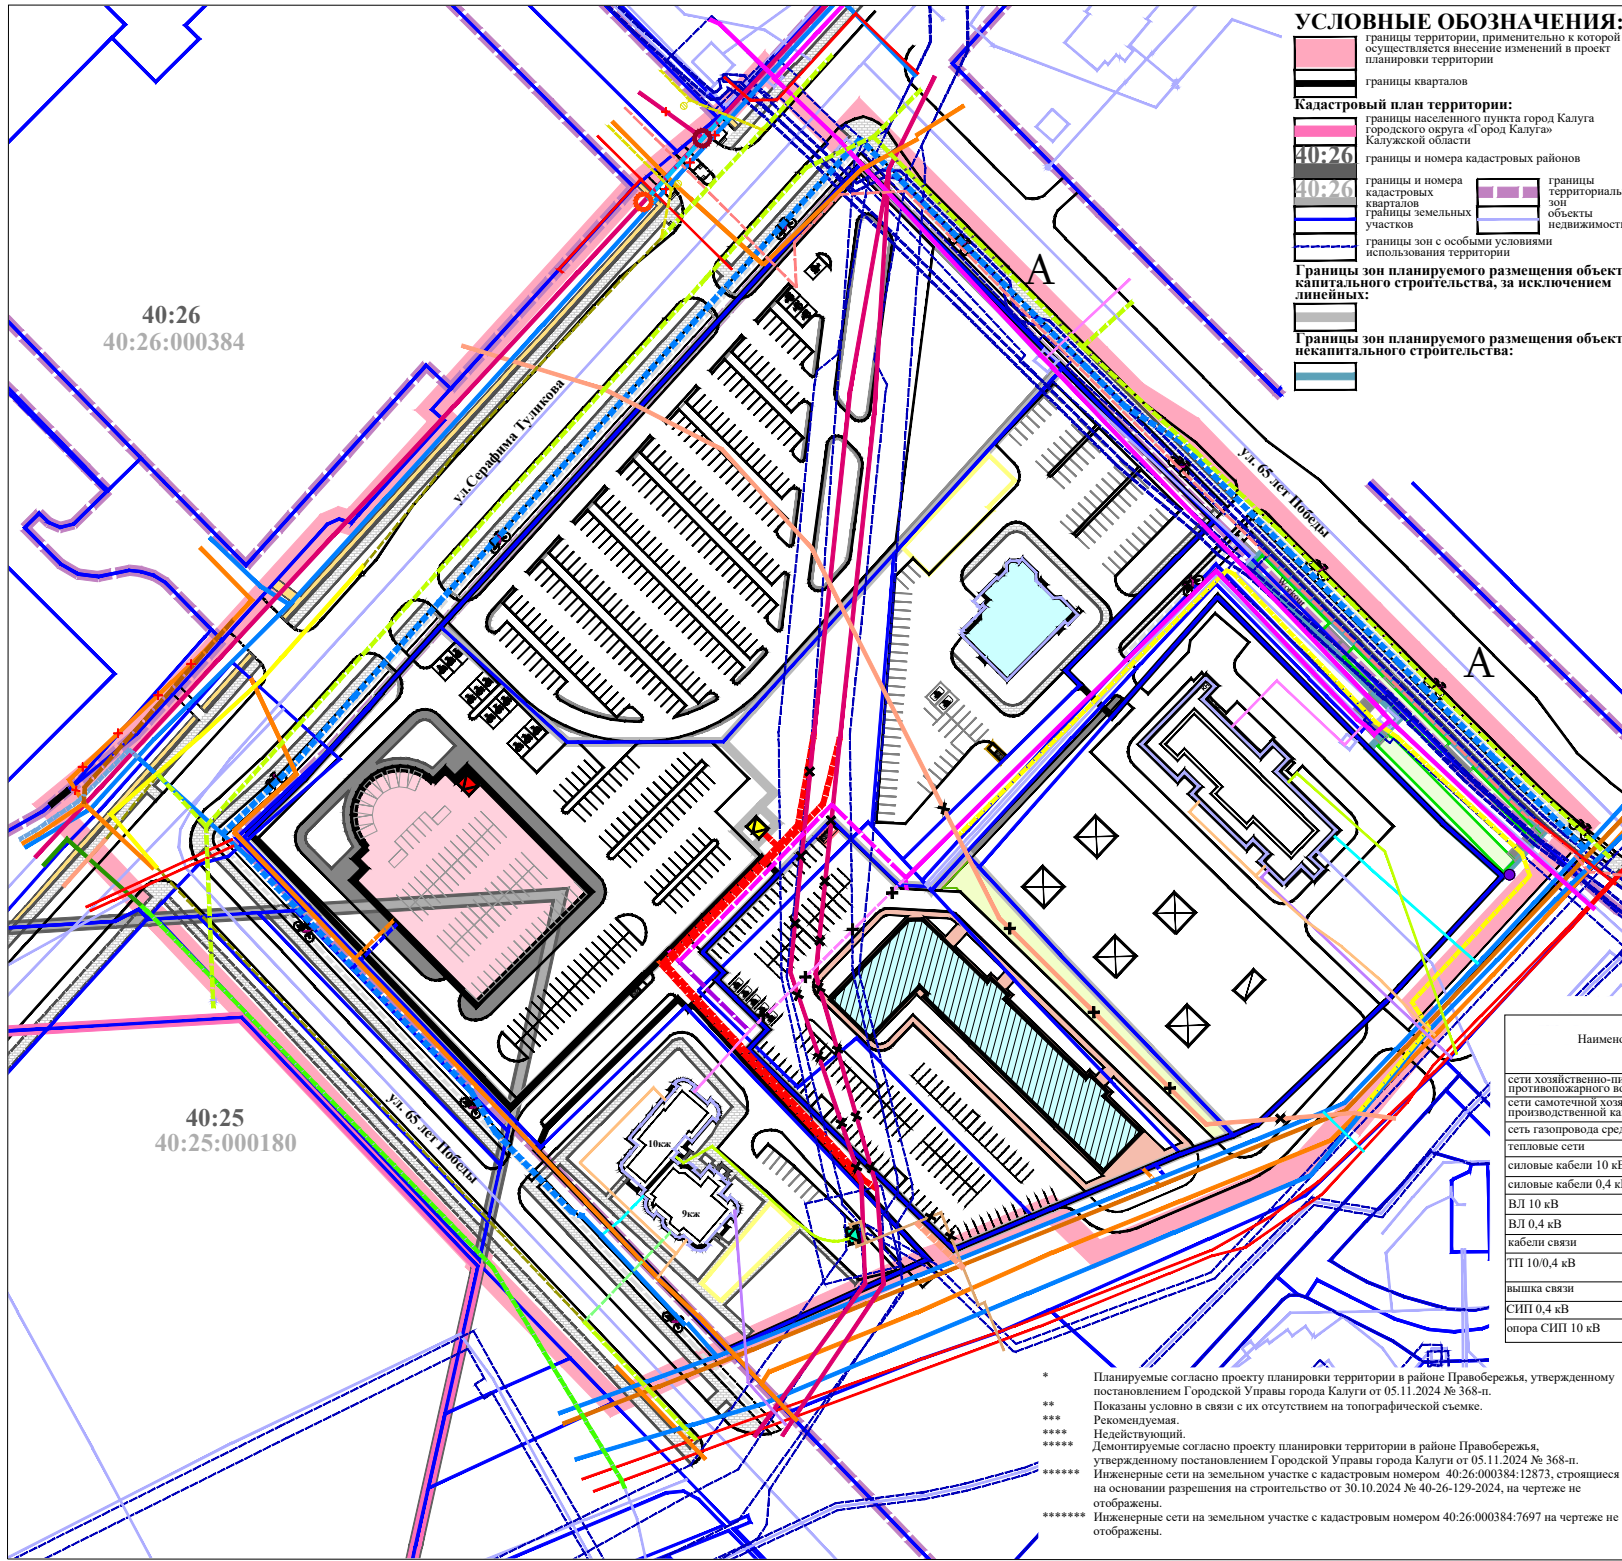 УСЛОВНЫЕ ОБОЗНАЧЕНИЯ:
границы территории, применительно к которой
осуществляется внесение изменений в проект
планировки территории
границы кварталов
Кадастровый план территории:
границы населенного пункта город Калуга
городского округа «Город Калуга»
Калужской области
40:26
границы и номера кадастровых районов
40:26
границы и номера
кадастровых
кварталов
границы
территориаль
зон
границы земельных
участков
объекты
недвижимост
границы зон с особыми условиями
использования территории
Границы зон планируемого размещения объект
капитального строительства, за исключением
линейных:
Границы зон планируемого размещения объект
некапитального строительства:
А
40:26
40:26:000384
ул.Серафима Туликова
ул. 65 лет Победы
А
40:25
40:25:000180
ул. 65 лет Победы
10кж
9кж
Наимено
сети хозяйственно-пи
противопожарного во
сети самотечной хозя
производственной ка
сеть газопровода сред
тепловые сети
силовые кабели 10 кВ
силовые кабели 0,4 к
ВЛ 10 кВ
ВЛ 0,4 кВ
кабели связи
ТП 10/0,4 кВ
вышка связи
СИП 0,4 кВ
опора СИП 10 кВ
* Планируемые согласно проекту планировки территории в районе Правобережья, утвержденному
постановлением Городской Управы города Калуги от 05.11.2024 № 368-п.
** Показаны условно в связи с их отсутствием на топографической съемке.
*** Рекомендуемая.
**** Недействующий.
***** Демонтируемые согласно проекту планировки территории в районе Правобережья,
утвержденному постановлением Городской Управы города Калуги от 05.11.2024 № 368-п.
****** Инженерные сети на земельном участке с кадастровым номером 40:26:000384:12873, строящиеся
на основании разрешения на строительство от 30.10.2024 № 40-26-129-2024, на чертеже не
отображены.
******* Инженерные сети на земельном участке с кадастровым номером 40:26:000384:7697 на чертеже не
отображены.